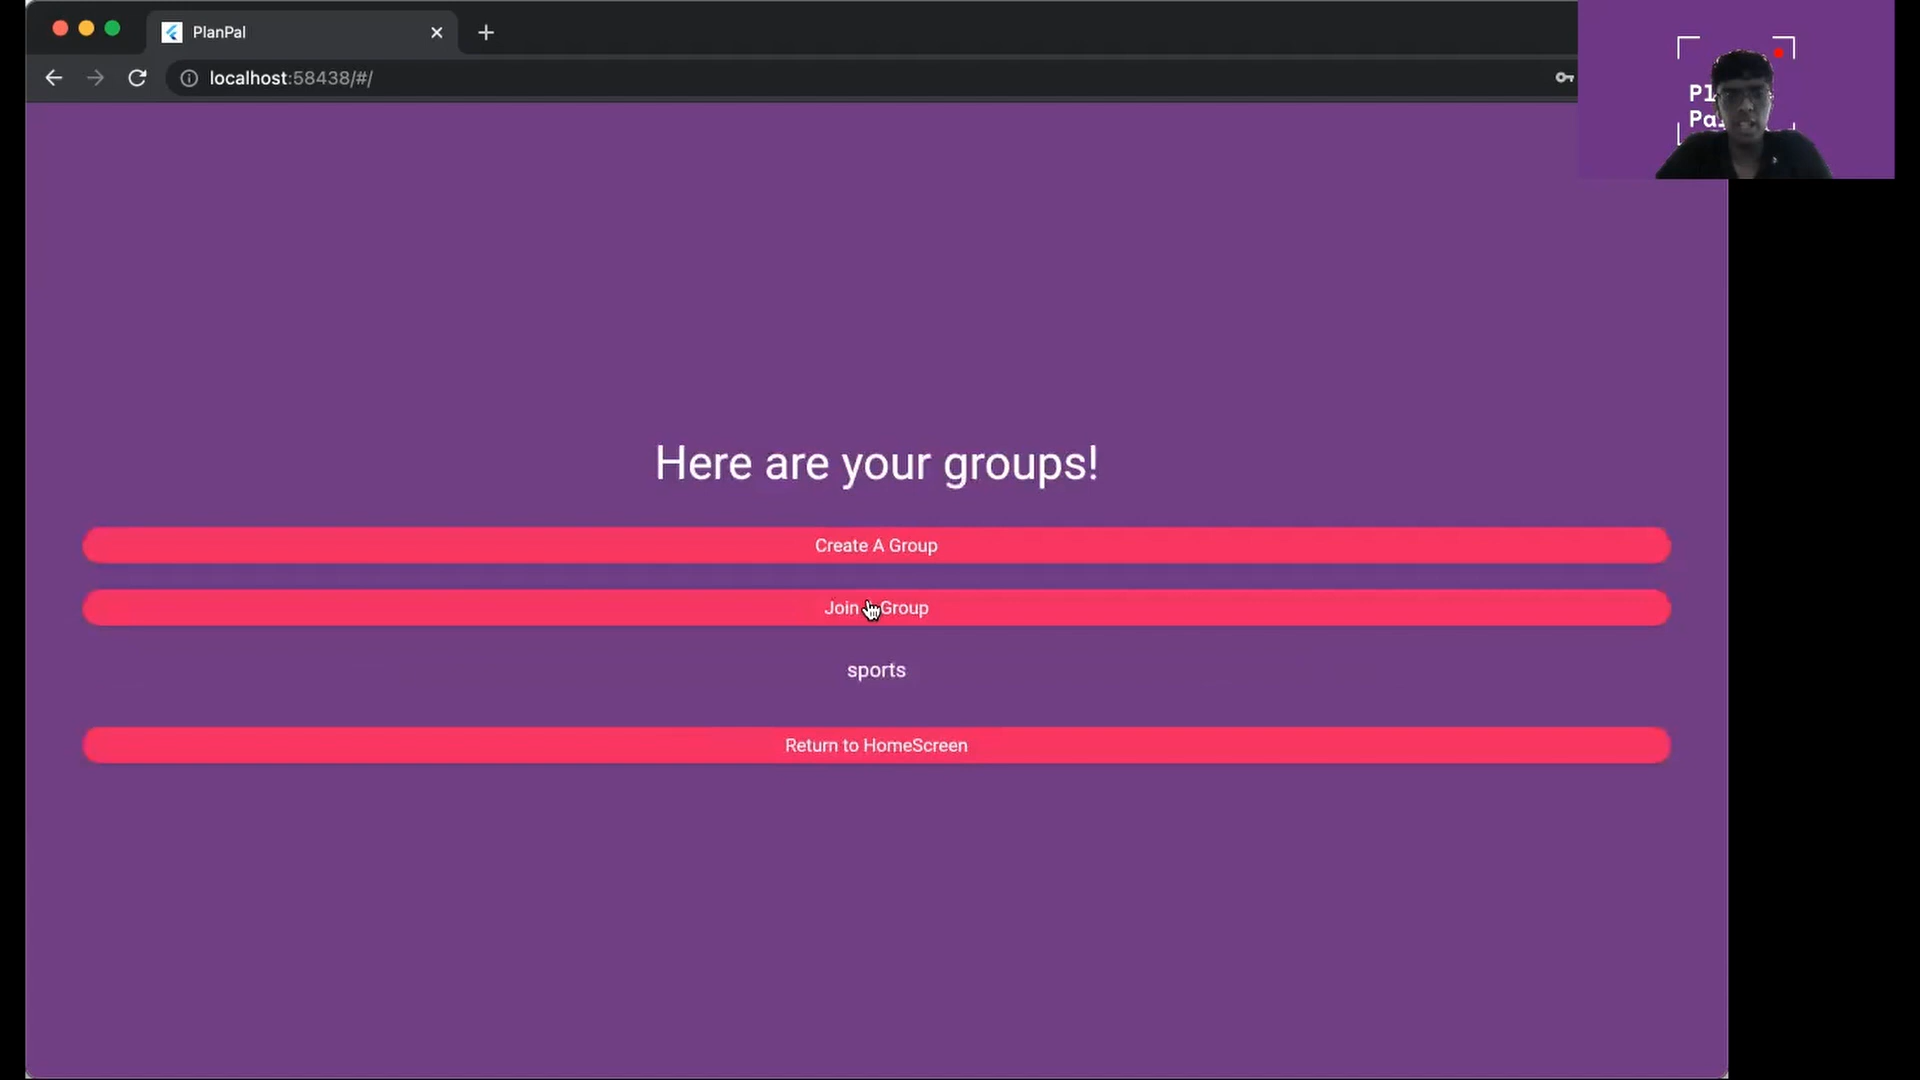 PlanPal
localhost:58438/#/
Here are your groups!
Create A Group
Join Group
sports
Return to HomeScreen